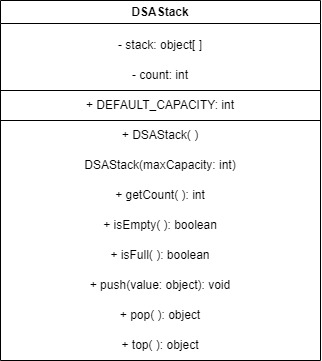 DSAStack
- stack: object[ ]
- count: int
+ DEFAULT_CAPACITY: int
+ DSAStack( )
DSAStack(maxCapacity: int)
+ getCount( ): int
+ isEmpty( ): boolean
+ isFull( ): boolean
+ push(value: object): void
+ pop( ): object
+ top( ): object